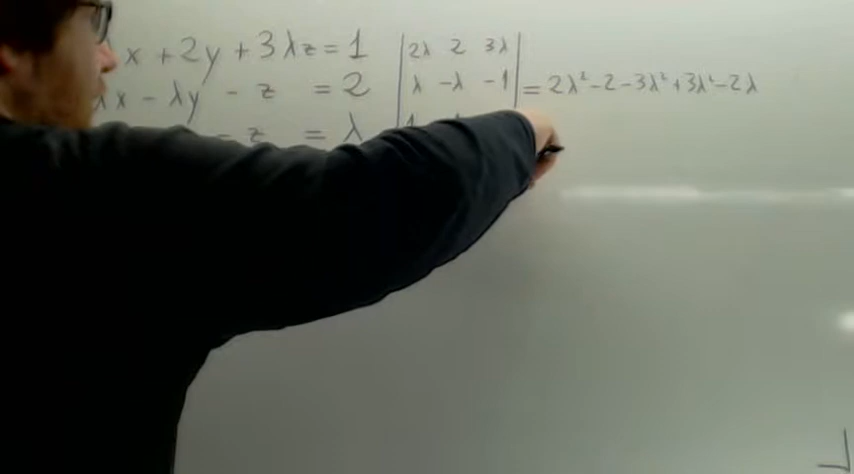 x + 2y + 3λz = 1 | 2λ 2 3λ |
λx - λy - z = 2 | λ -λ -1 | = 2λ² - 2 - 3λ² + 3λ² - 2λ
- z = λ